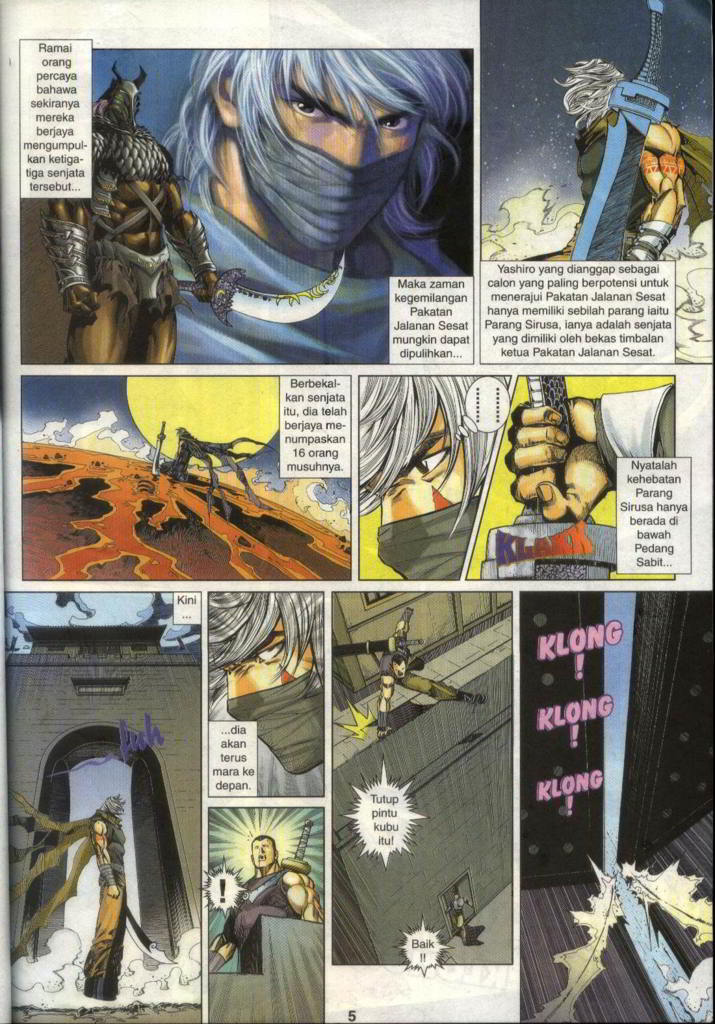 Ramai
orang
percaya
bahawa
sekiranya
mereka
berjaya
mengumpul-
kan ketiga-
tiga senjata
tersebut...
Maka zaman
kegemilangan
Pakatan
Jalanan Sesat
mungkin dapat
dipulihkan...
Yashiro yang dianggap sebagai
calon yang paling berpotensi untuk
menerajui Pakatan Jalanan Sesat
hanya memiliki sebilah parang iaitu
Parang Sirusa, ianya adalah senjata
yang dimiliki oleh bekas timbalan
ketua Pakatan Jalanan Sesat.
Berbekal-
kan senjata
itu, dia telah
berjaya me-
numpaskan
16 orang
musuhnya.
Nyatalah
kehebatan
Parang
Sirusa hanya
berada di
bawah
Pedang
Sabit...
Kini
...
...dia
akan
terus
mara ke
depan.
!
Tutup
pintu
kubu
itu!
Baik
!!
KLONG
!
KLONG
!
KLONG
!
5